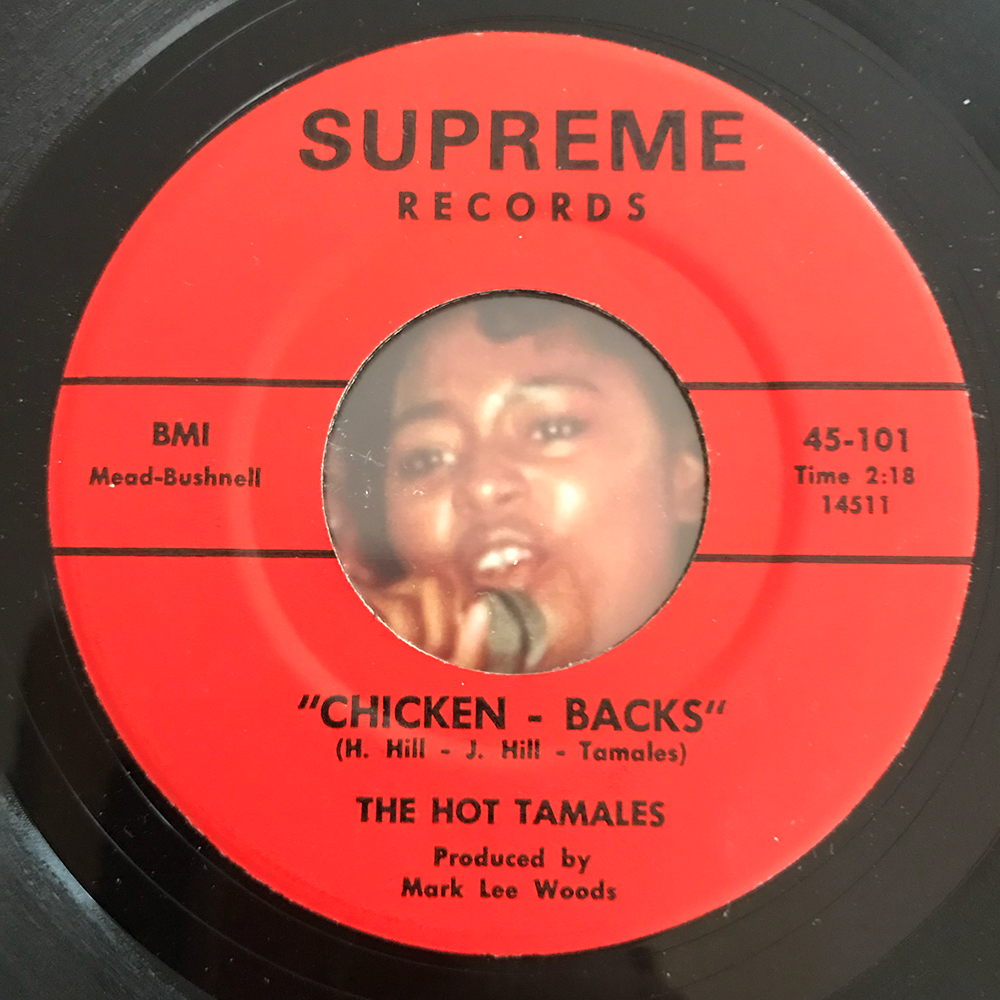 SUPREME
RECORDS
BMI
Mead-Bushnell
45-101
Time 2:18
14511
"CHICKEN - BACKS"
(H. Hill - J. Hill - Tamales)
THE HOT TAMALES
Produced by
Mark Lee Woods